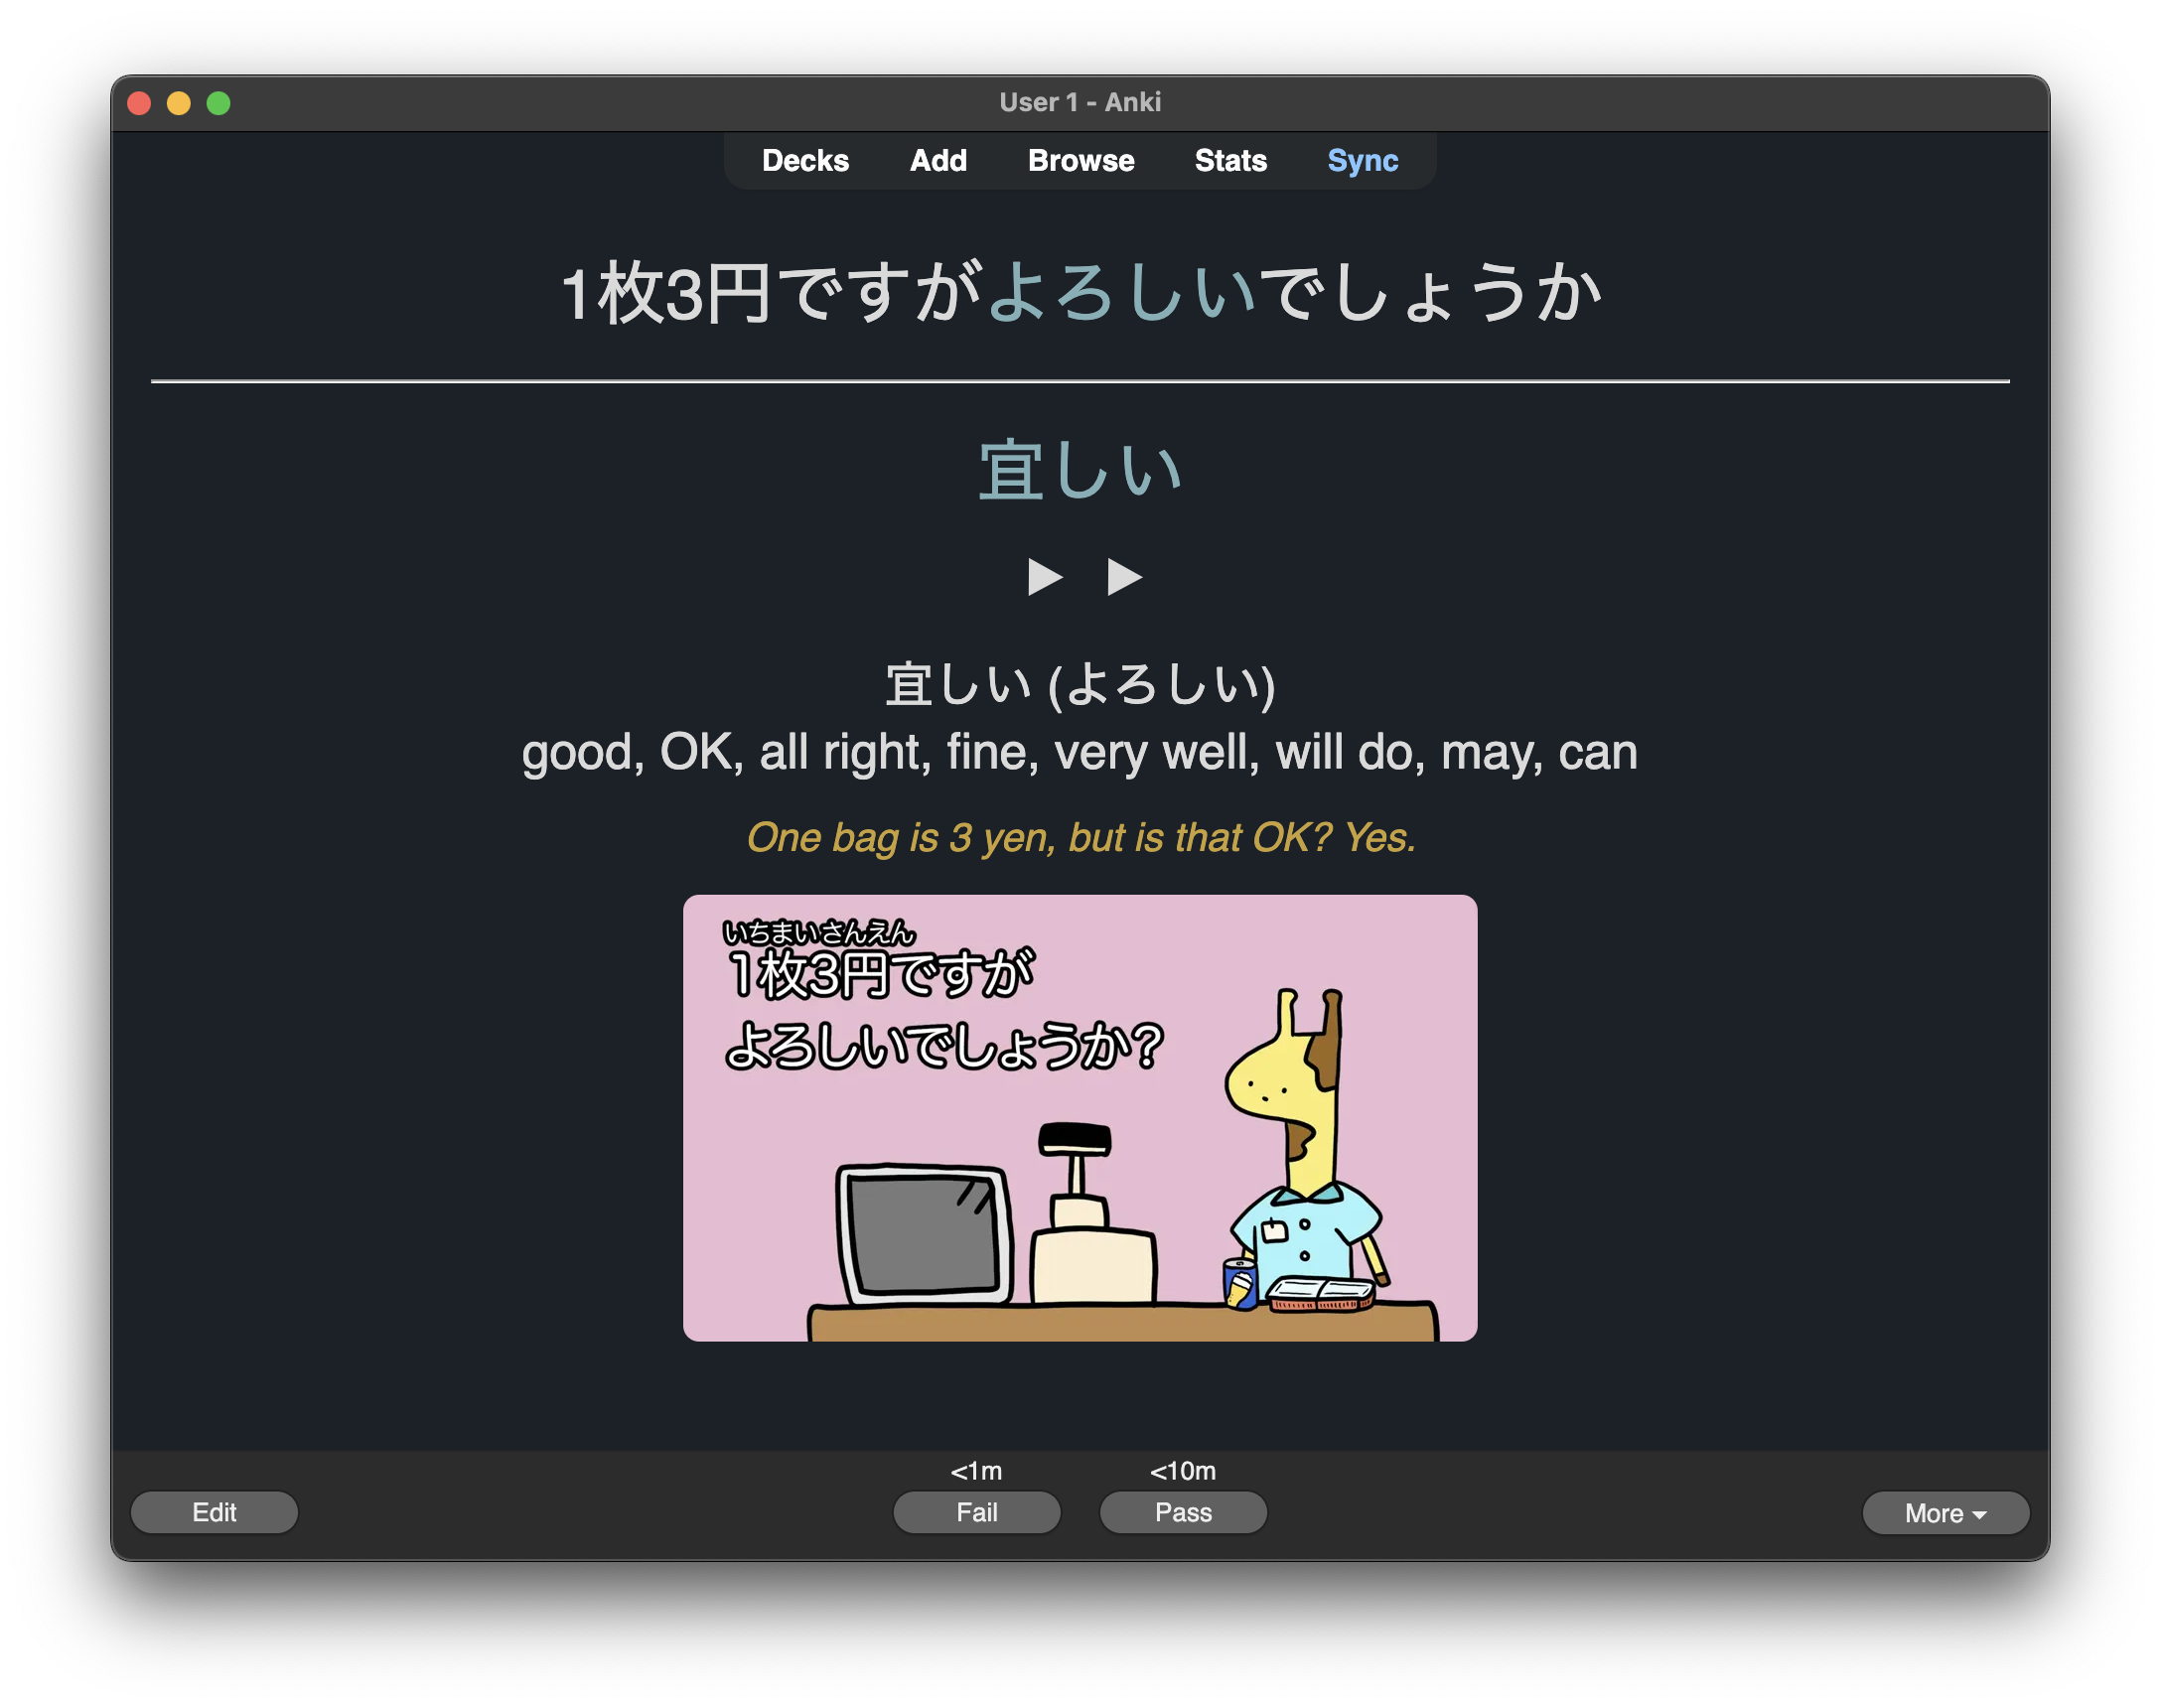 User 1 - Anki
Decks Add Browse Stats Sync
1枚3円ですがよろしいでしょうか
宜しい
宜しい (よろしい)
good, OK, all right, fine, very well, will do, may, can
One bag is 3 yen, but is that OK? Yes.
いちまいさんえん
1枚3円ですが
よろしいでしょうか?
<1m <10m
Edit Fail Pass More